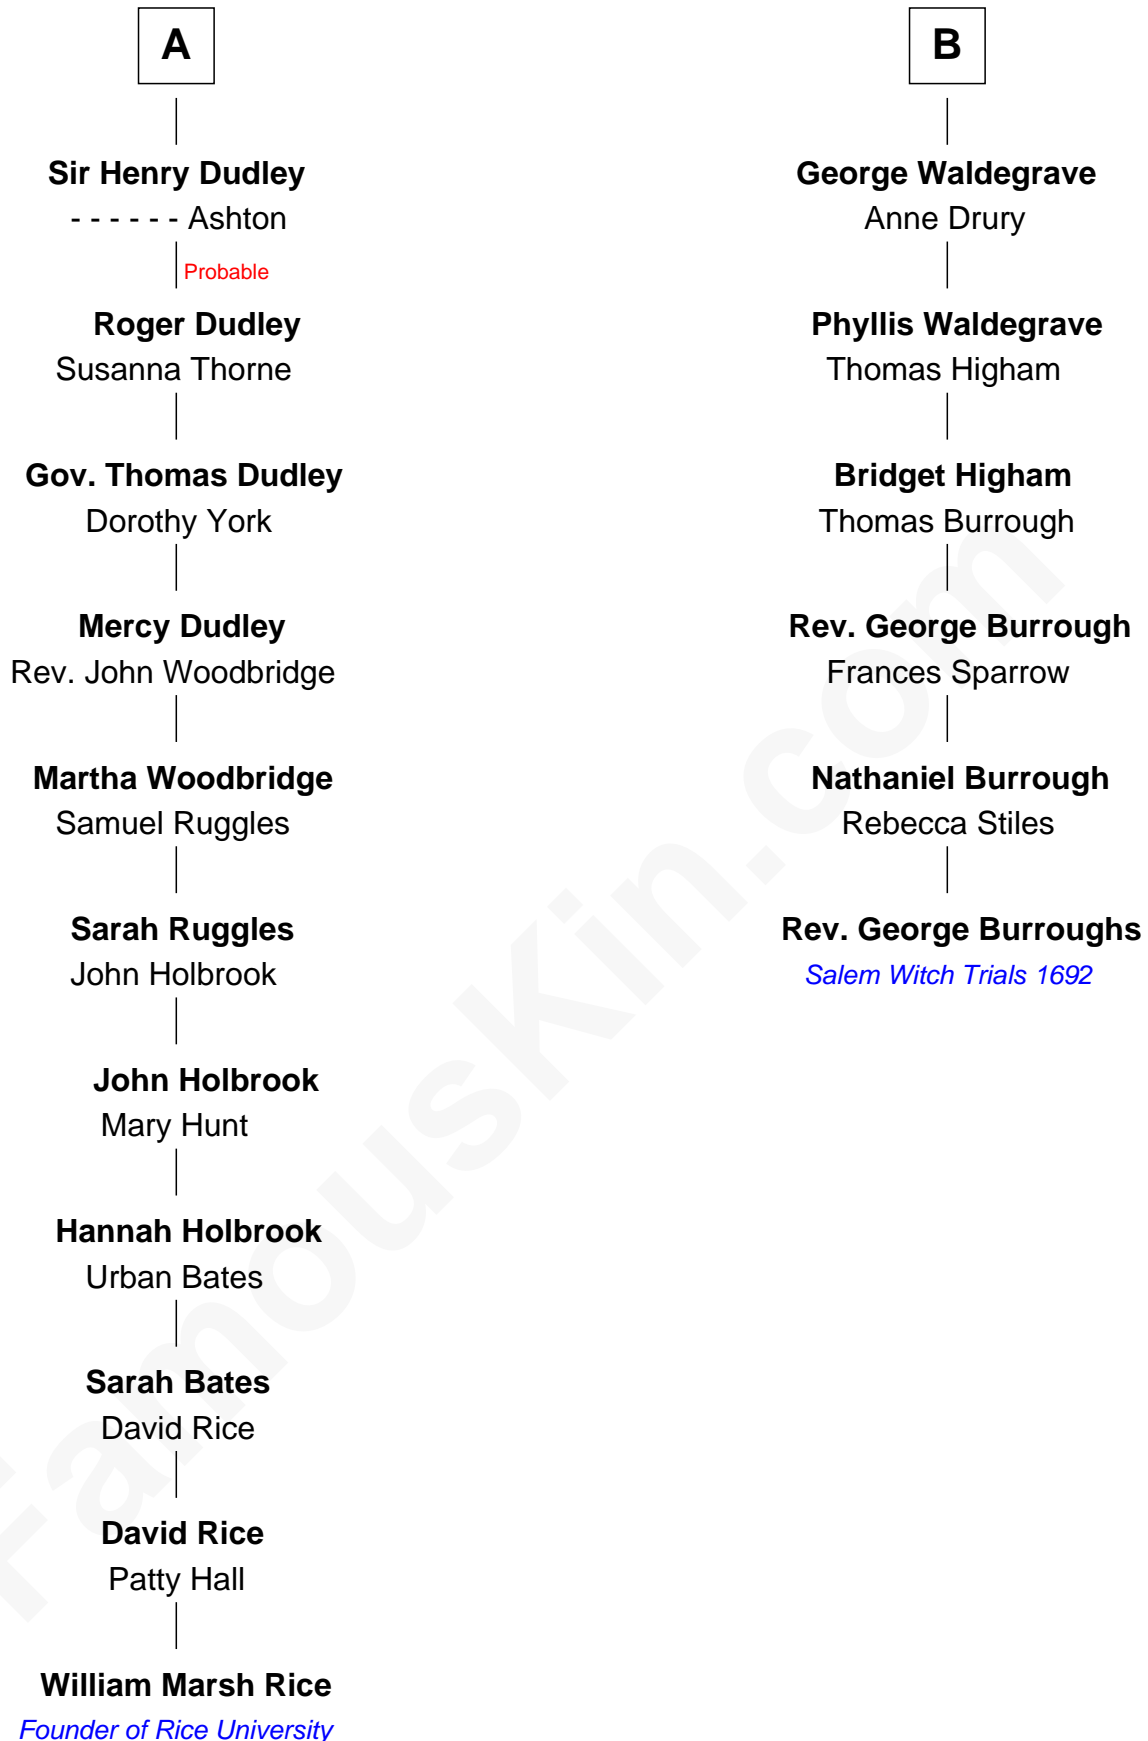 A
Sir Henry Dudley
- - - - - - Ashton
Probable
Roger Dudley
Susanna Thorne
Gov. Thomas Dudley
Dorothy York
Mercy Dudley
Rev. John Woodbridge
Martha Woodbridge
Samuel Ruggles
Sarah Ruggles
John Holbrook
John Holbrook
Mary Hunt
Hannah Holbrook
Urban Bates
Sarah Bates
David Rice
David Rice
Patty Hall
William Marsh Rice
Founder of Rice University
B
George Waldegrave
Anne Drury
Phyllis Waldegrave
Thomas Higham
Bridget Higham
Thomas Burrough
Rev. George Burrough
Frances Sparrow
Nathaniel Burrough
Rebecca Stiles
Rev. George Burroughs
Salem Witch Trials 1692
FamousKin.com